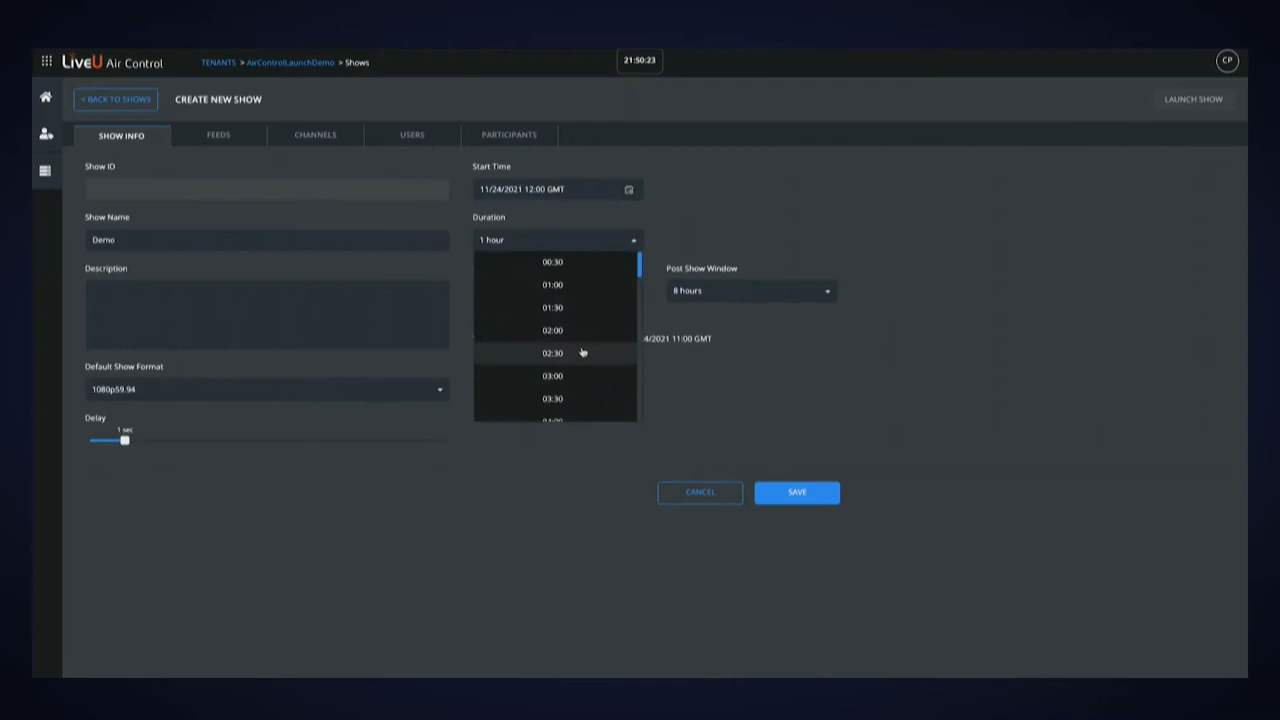 LiveU Air Control
TENANTS > AirControlLaunchDemo > Shows
21:50:23
CP
< BACK TO SHOWS
CREATE NEW SHOW
LAUNCH SHOW
SHOW INFO
FEEDS
CHANNELS
USERS
PARTICIPANTS
Show ID
Start Time
11/24/2021 12:00 GMT
Show Name
Demo
Duration
1 hour
00:30
01:00
01:30
02:00
02:30
03:00
03:30
04:00
Description
Post Show Window
8 hours
4/2021 11:00 GMT
Default Show Format
1080p59.94
Delay
1 sec
CANCEL
SAVE